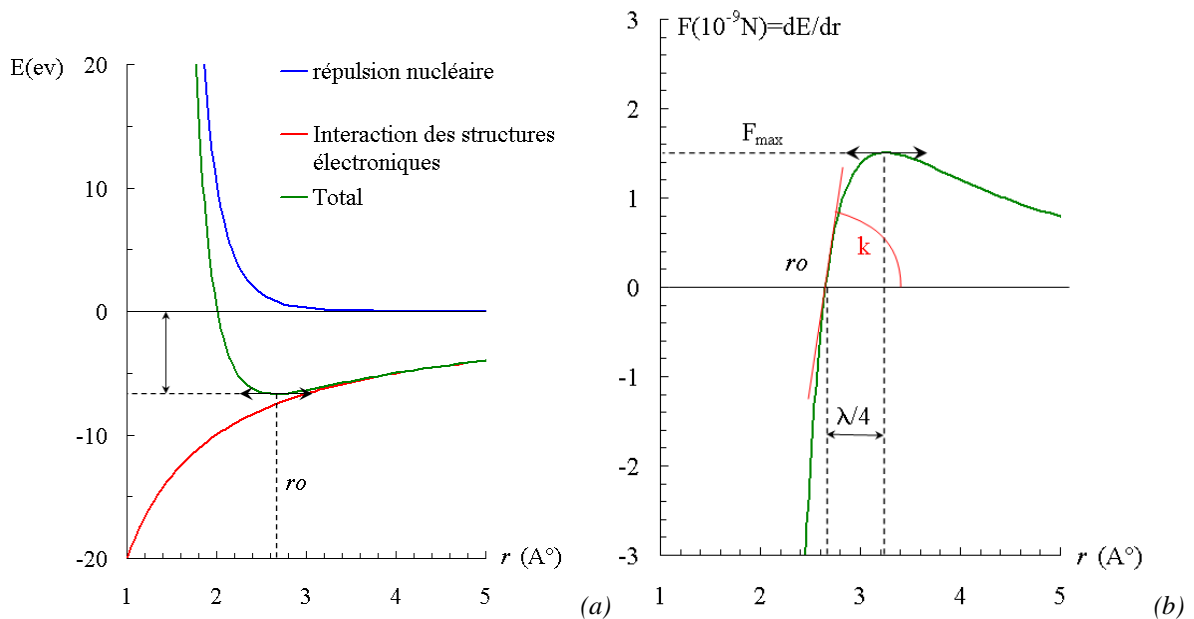 E(ev)
20
10
0
-10
-20
1
2
3
4
5
répulsion nucléaire
Interaction des structures
électroniques
Total
ro
r (A°)
(a)
F(10⁻⁹N)=dE/dr
3
2
1
0
-1
-2
-3
1
2
3
4
5
Fmax
k
ro
λ/4
r (A°)
(b)